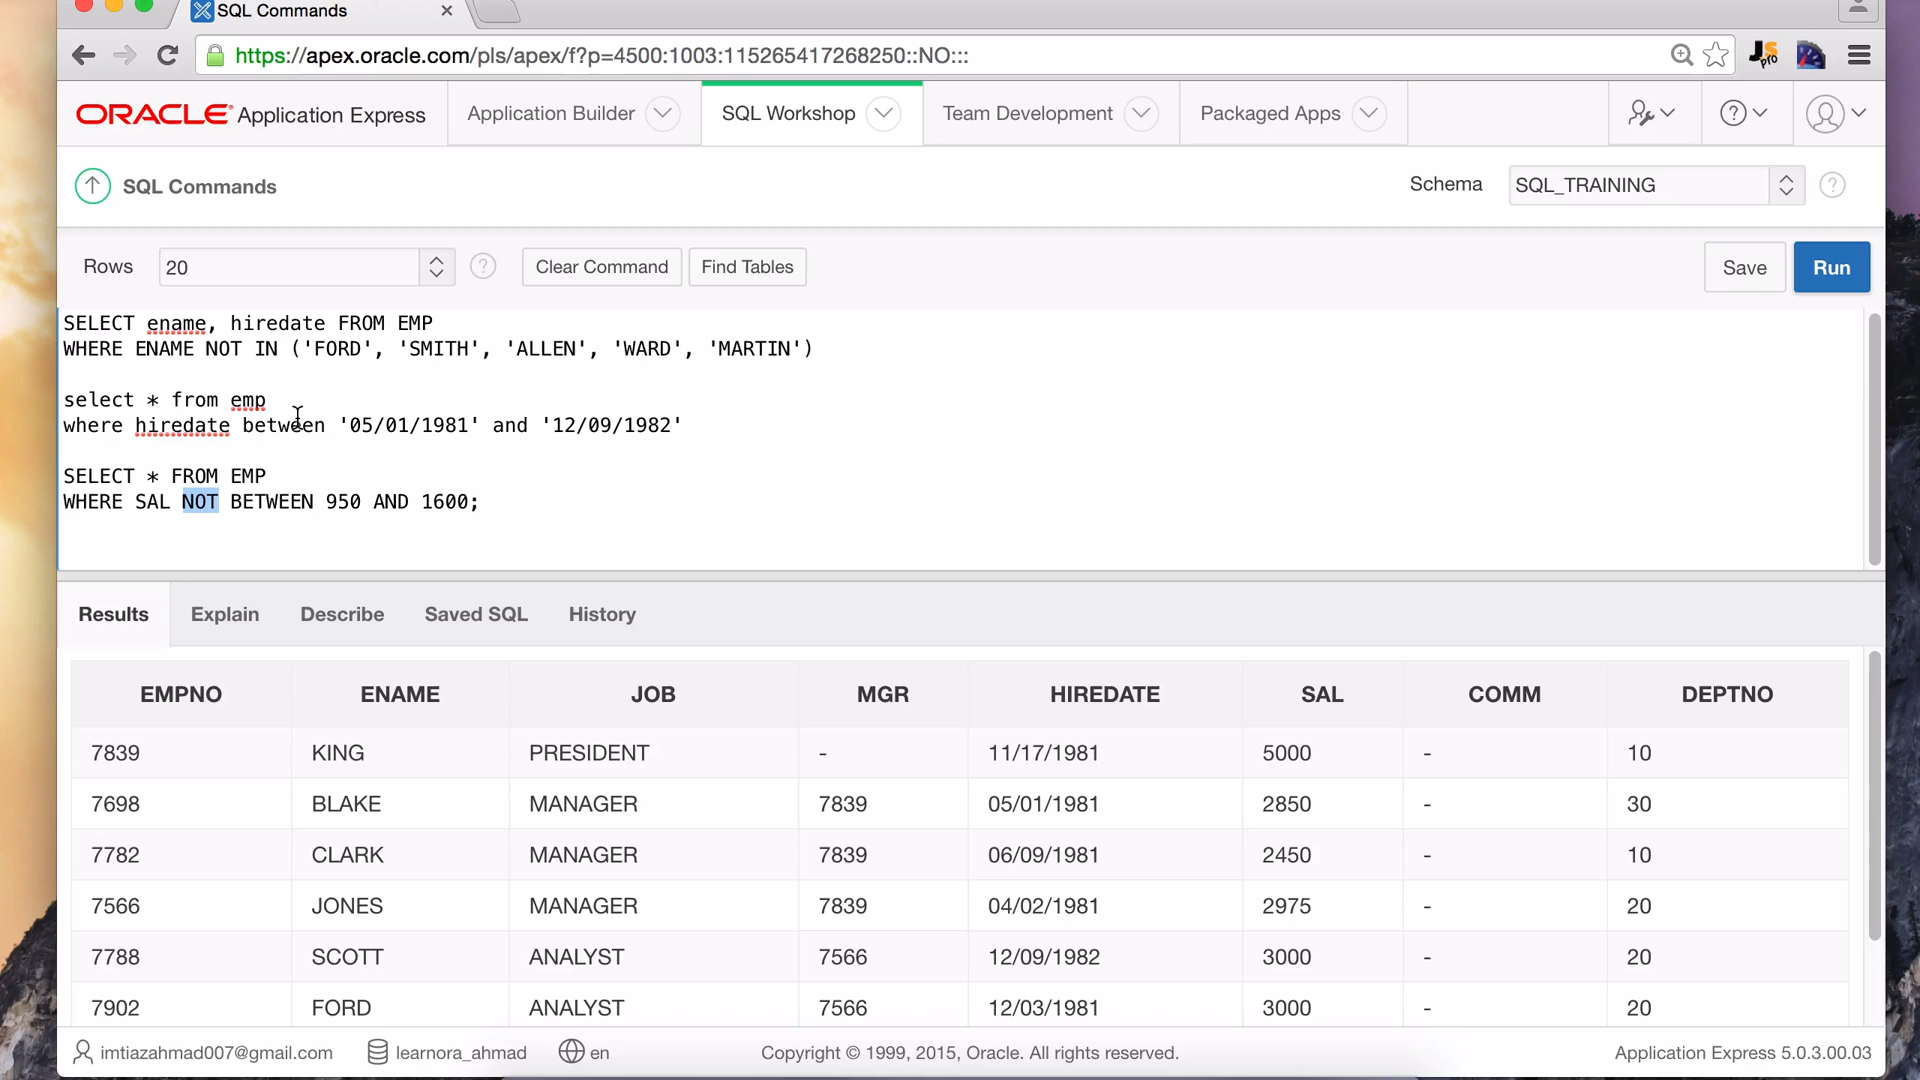 SQL Commands
https://apex.oracle.com/pls/apex/f?p=4500:1003:115265417268250::NO:::
JS pro
ORACLE Application Express
Application Builder
SQL Workshop
Team Development
Packaged Apps
SQL Commands
Schema
SQL_TRAINING
Rows
20
Clear Command
Find Tables
Save
Run
SELECT ename, hiredate FROM EMP
WHERE ENAME NOT IN ('FORD', 'SMITH', 'ALLEN', 'WARD', 'MARTIN')
select * from emp
where hiredate between '05/01/1981' and '12/09/1982'
SELECT * FROM EMP
WHERE SAL NOT BETWEEN 950 AND 1600;
Results Explain Describe Saved SQL History
EMPNO ENAME JOB MGR HIREDATE SAL COMM DEPTNO
7839 KING PRESIDENT - 11/17/1981 5000 - 10
7698 BLAKE MANAGER 7839 05/01/1981 2850 - 30
7782 CLARK MANAGER 7839 06/09/1981 2450 - 10
7566 JONES MANAGER 7839 04/02/1981 2975 - 20
7788 SCOTT ANALYST 7566 12/09/1982 3000 - 20
7902 FORD ANALYST 7566 12/03/1981 3000 - 20
imtiazahmad007@gmail.com learnora_ahmad en Copyright © 1999, 2015, Oracle. All rights reserved. Application Express 5.0.3.00.03